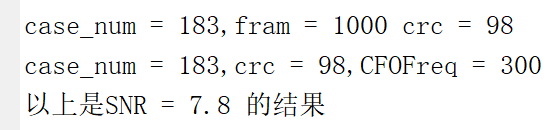 case_num = 183,fram = 1000 crc = 98
case_num = 183,crc = 98,CFOFreq = 300
以上是SNR = 7.8 的结果